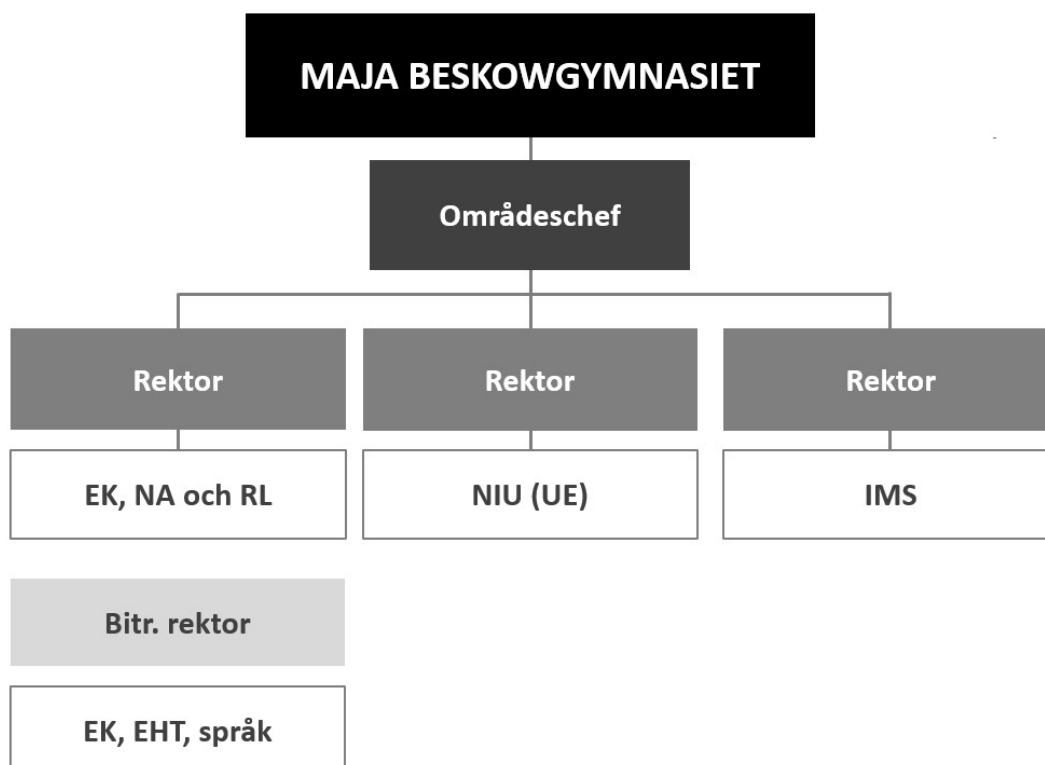 MAJA BESKOWGYMNASIET
Områdeschef
Rektor
Rektor
Rektor
EK, NA och RL
NIU (UE)
IMS
Bitr. rektor
EK, EHT, språk